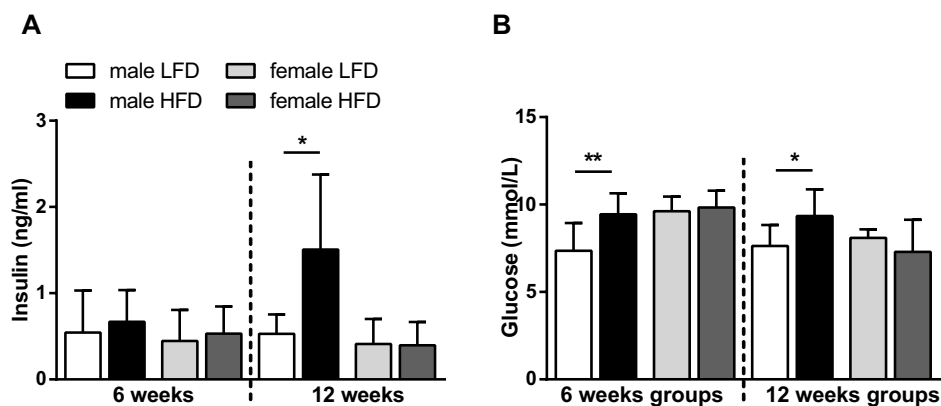 A
male LFD
female LFD
male HFD
female HFD
Insulin (ng/ml)
3
2
1
0
*
6 weeks
12 weeks
B
Glucose (mmol/L)
15
10
5
0
**
*
6 weeks groups
12 weeks groups